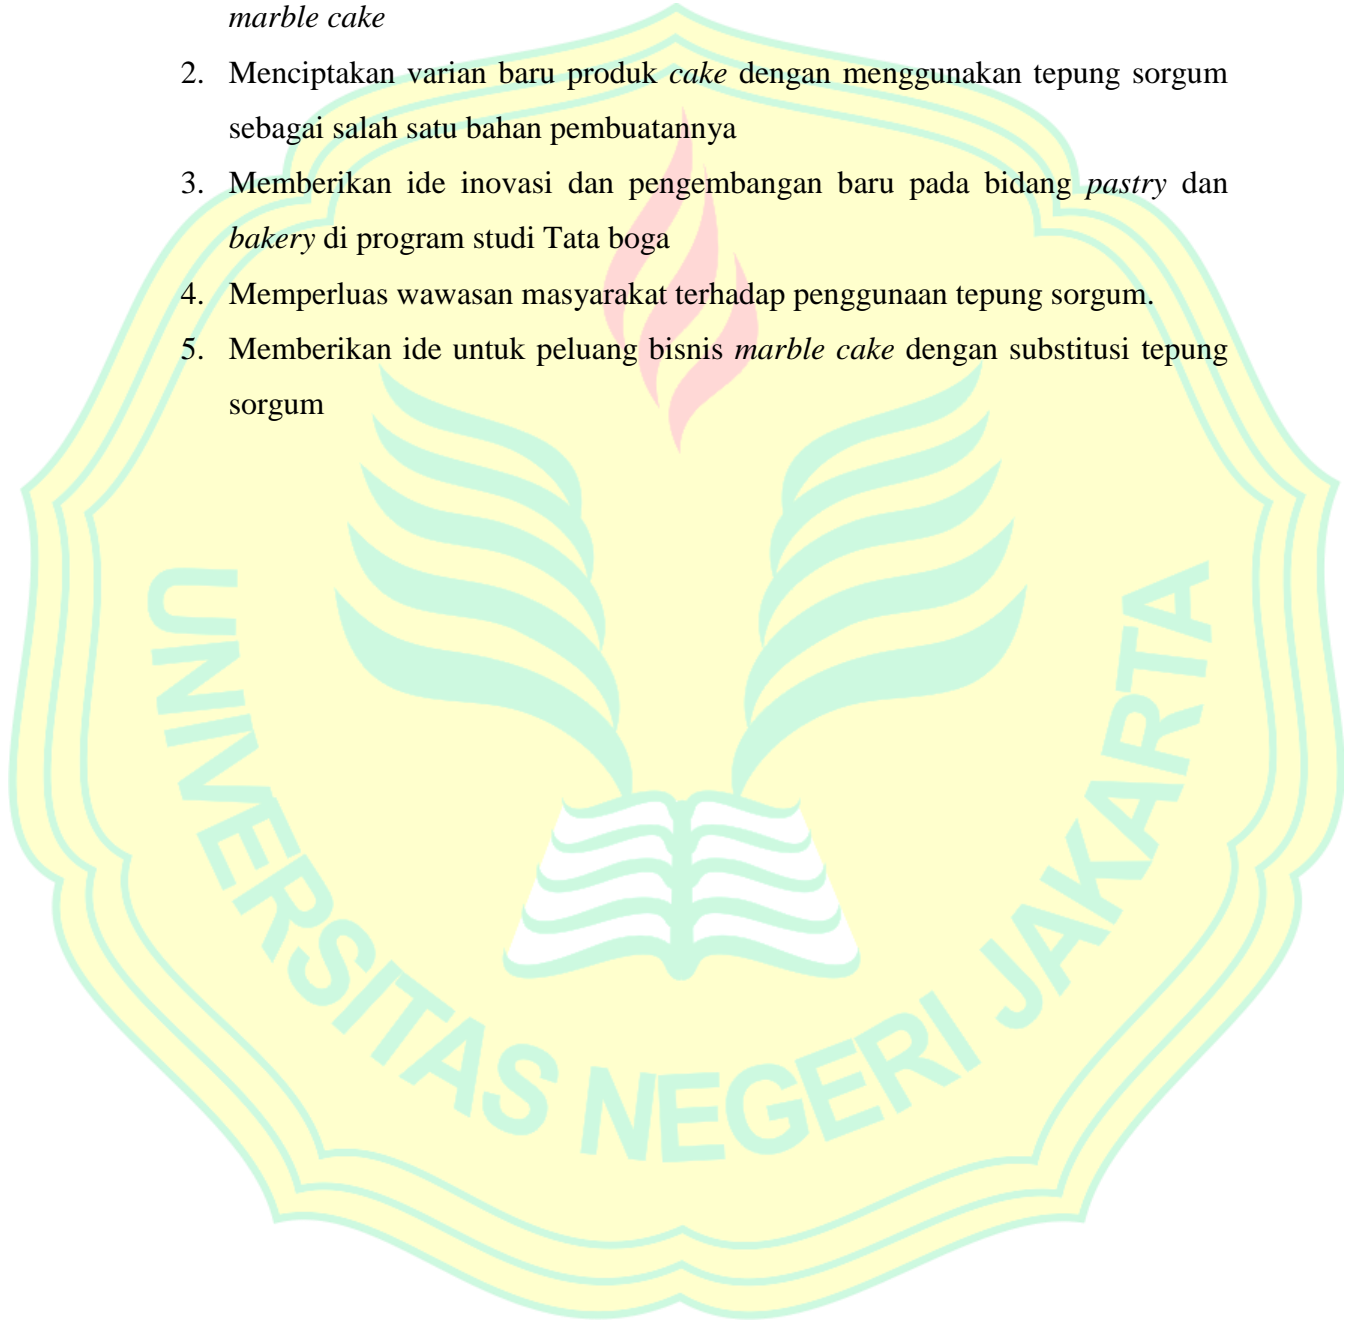 marble cake
2. Menciptakan varian baru produk cake dengan menggunakan tepung sorgum
sebagai salah satu bahan pembuatannya
3. Memberikan ide inovasi dan pengembangan baru pada bidang pastry dan
bakery di program studi Tata boga
4. Memperluas wawasan masyarakat terhadap penggunaan tepung sorgum.
5. Memberikan ide untuk peluang bisnis marble cake dengan substitusi tepung
sorgum
UNIVERSITAS NEGERI JAKARTA